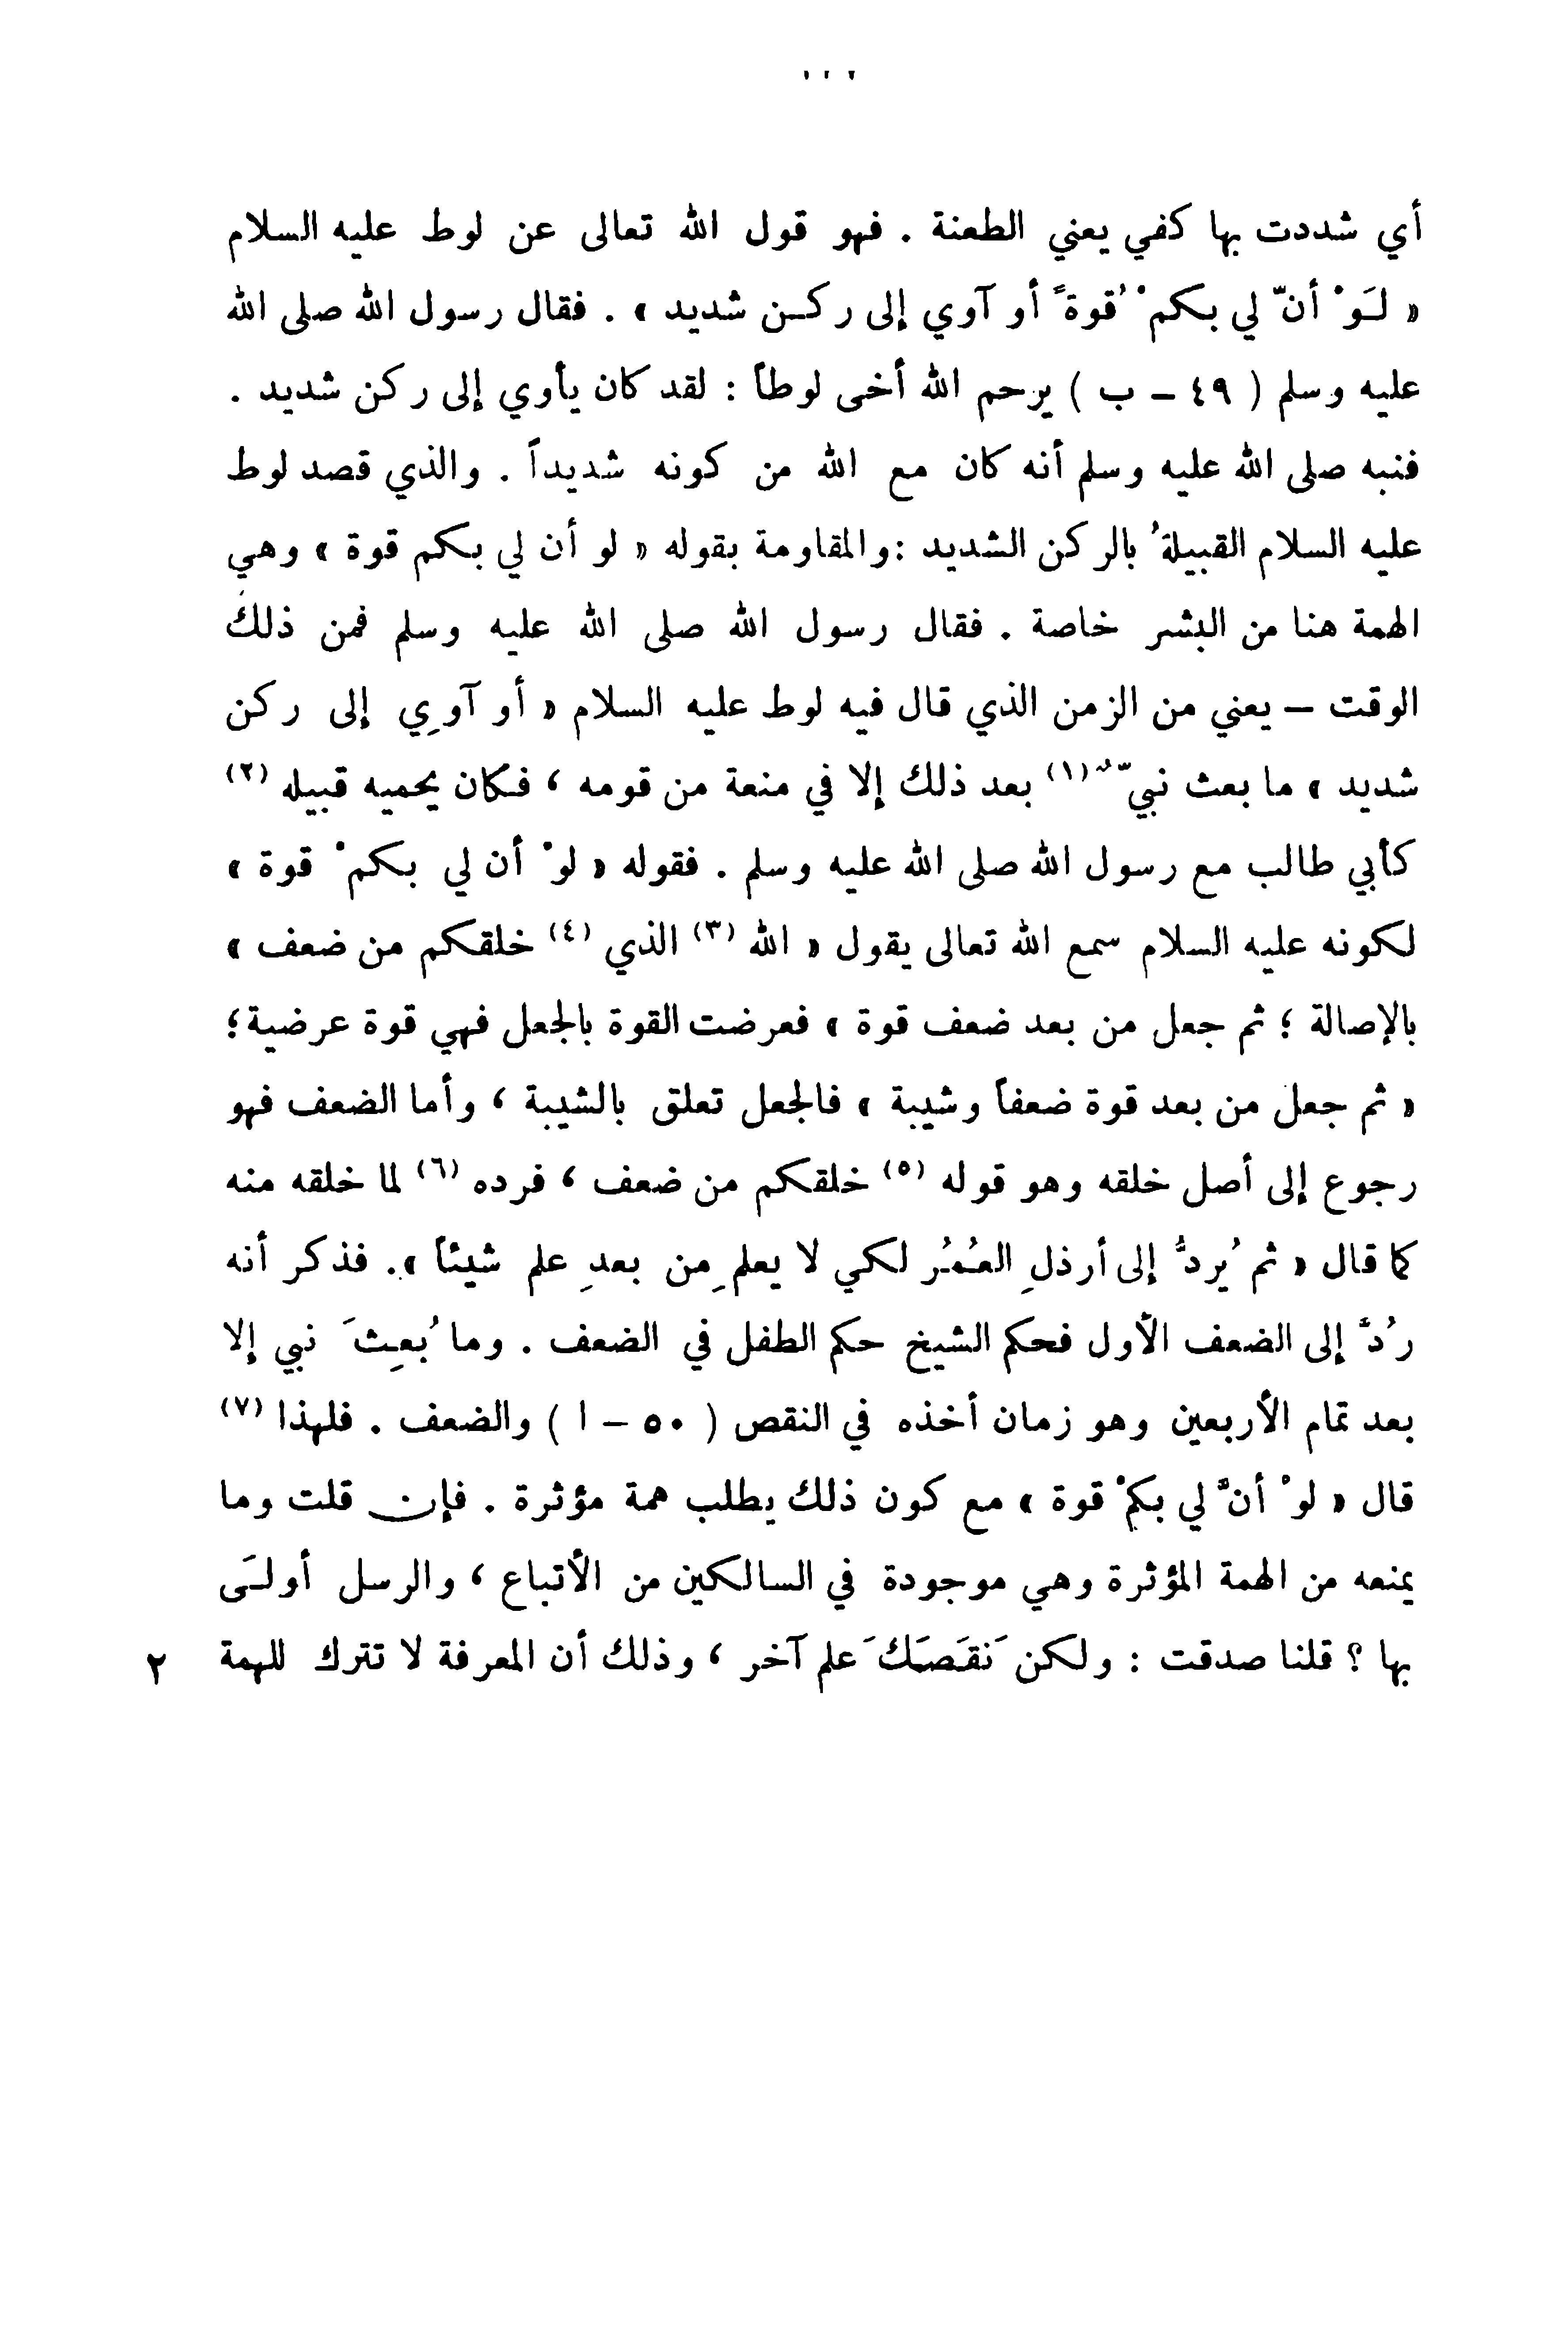 أي شددت بها كفي يعني الطعنة . فهو قول الله تعالى عن لوط عليه السلام
« لَوْ أنّ لي بكمْ قُوةً أو آوي إلى ركن شديد » . فقال رسول الله صلى الله
عليه وسلم ( ٤٩ – ب ) يرحم الله أخى لوطاً : لقد كان يأوي إلى ركن شديد .
فنبه صلى الله عليه وسلم أنه كان مع الله من كونه شديداً . والذي قصد لوط
عليه السلام القبيلةُ بالركن الشديد :والمقاومة بقوله « لو أن لي بكم قوة » وهي
الهمة هنا من البشر خاصة . فقال رسول الله صلى الله عليه وسلم فمن ذلك
الوقت – يعني من الزمن الذي قال فيه لوط عليه السلام « أو آوِي إلى ركن
شديد » ما بعث نبيٌّ (١) بعد ذلك إلا في منعة من قومه ، فكان يحميه قبيله (٢)
كأبي طالب مع رسول الله صلى الله عليه وسلم . فقوله « لوْ أن لي بكمْ قوة »
لكونه عليه السلام سمع الله تعالى يقول « الله (٣) الذي (٤) خلقكم من ضعف »
بالإصالة ؛ ثم جعل من بعد ضعف قوة » فعرضت القوة بالجعل فهي قوة عرضية؛
« ثم جعل من بعد قوة ضعفاً وشيبة » فالجعل تعلق بالشيبة ، وأما الضعف فهو
رجوع إلى أصل خلقه وهو قوله (٥) خلقكم من ضعف ، فرده (٦) لما خلقه منه
كما قال « ثم يُردُّ إلى أرذلِ العُمُرُ لكي لا يعلم مِن بعدِ علم شيئاً ». فذكر أنه
رُدَّ إلى الضعف الأول فحكم الشيخ حكم الطفل في الضعف . وما بُعِثَ نبي إلا
بعد تمام الأربعين وهو زمان أخذه في النقص ( ٥٠ – ا ) والضعف . فلهذا (٧)
قال « لوْ أنَّ لي بكمْ قوة » مع كون ذلك يطلب همة مؤثرة . فإن قلت وما
يمنعه من الهمة المؤثرة وهي موجودة في السالكين من الأتباع ، والرسل أولَى
بها ؟ قلنا صدقت : ولكن نَقَصَكَ علم آخر ، وذلك أن المعرفة لا تترك للهمة
٢